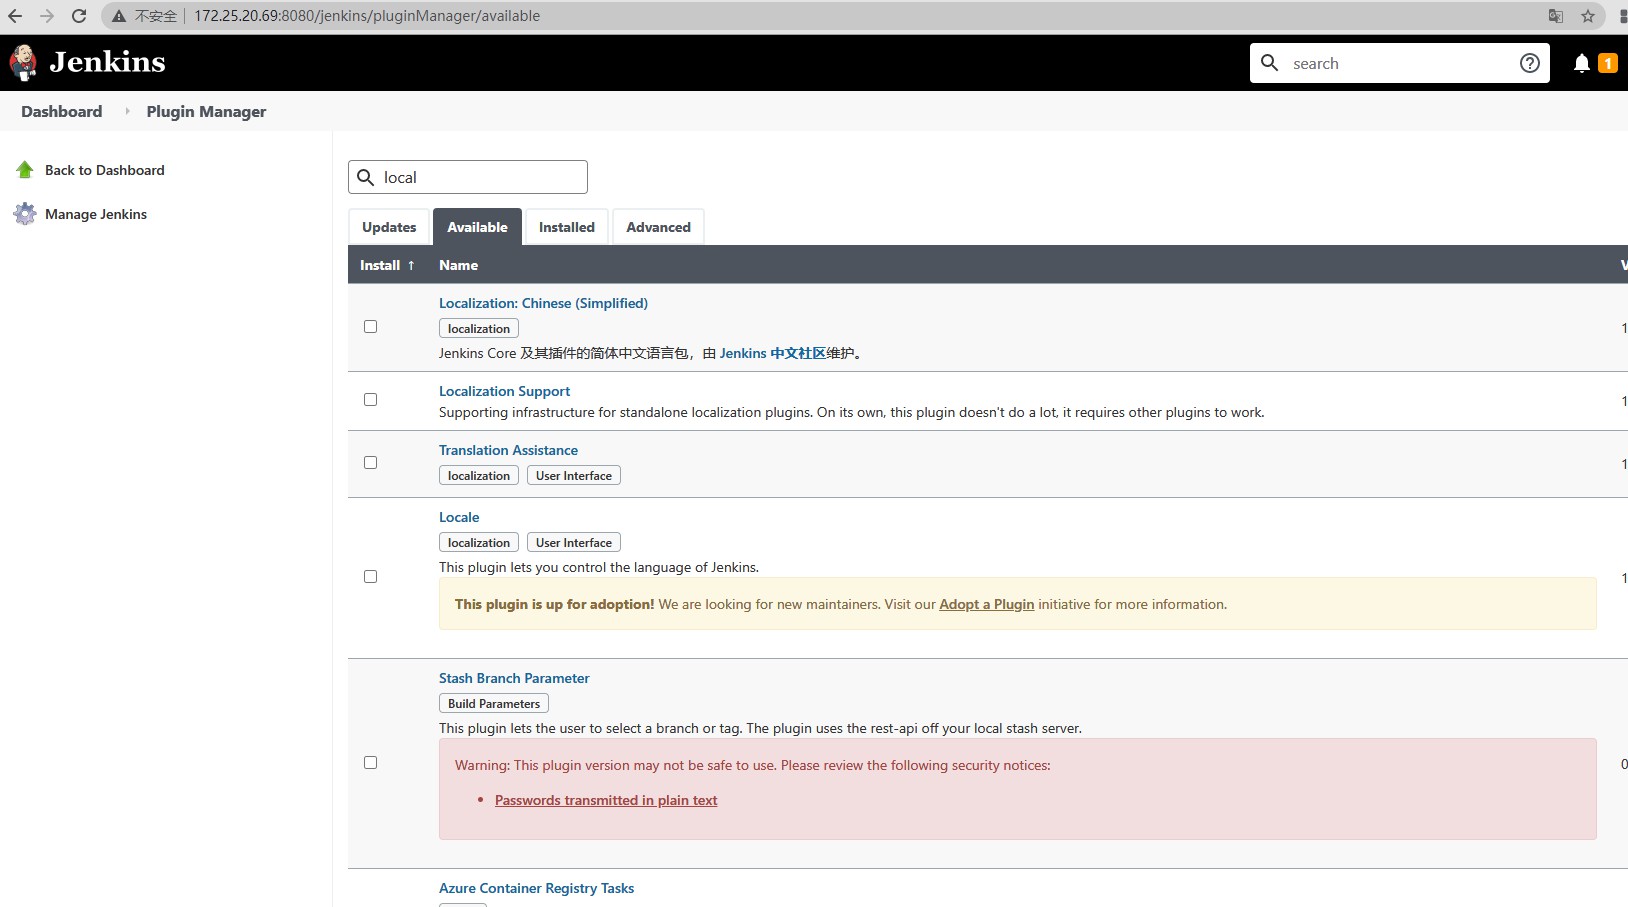 不安全 172.25.20.69:8080/jenkins/pluginManager/available
Jenkins
search
1
Dashboard Plugin Manager
Back to Dashboard
Manage Jenkins
local
Updates Available Installed Advanced
Install ↑ Name
Localization: Chinese (Simplified)
localization
Jenkins Core 及其插件的简体中文语言包，由 Jenkins 中文社区维护。
1
Localization Support
Supporting infrastructure for standalone localization plugins. On its own, this plugin doesn't do a lot, it requires other plugins to work.
1
Translation Assistance
localization User Interface
1
Locale
localization User Interface
This plugin lets you control the language of Jenkins.
1
This plugin is up for adoption! We are looking for new maintainers. Visit our Adopt a Plugin initiative for more information.
Stash Branch Parameter
Build Parameters
This plugin lets the user to select a branch or tag. The plugin uses the rest-api off your local stash server.
0
Warning: This plugin version may not be safe to use. Please review the following security notices:
• Passwords transmitted in plain text
Azure Container Registry Tasks